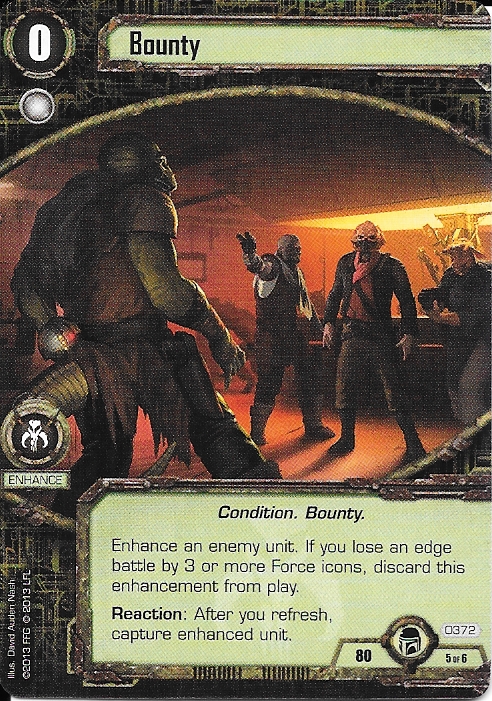 0
Bounty
ENHANCE
Condition. Bounty.
Enhance an enemy unit. If you lose an edge
battle by 3 or more Force icons, discard this
enhancement from play.
Reaction: After you refresh,
capture enhanced unit.
0372
80
5 of 6
Illus. David Auden Nash
©2013 FFG © 2013 LFL